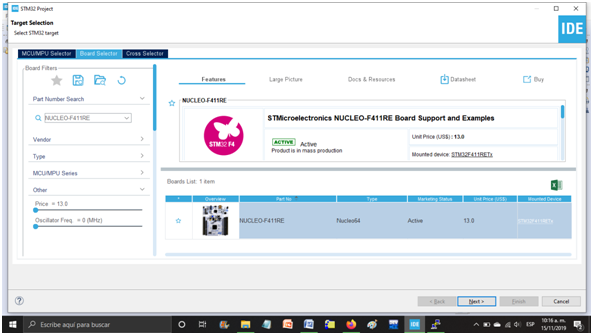 STM32 Project
Target Selection
Select STM32 target
IDE
MCU/MPU Selector
Board Selector
Cross Selector
Board Filters
Part Number Search
NUCLEO-F411RE
Vendor
Type
MCU/MPU Series
Other
Price = 13.0
Oscillator Freq. = 0 (MHz)
Features
Large Picture
Docs & Resources
Datasheet
Buy
NUCLEO-F411RE
STM32 F4
STMicroelectronics NUCLEO-F411RE Board Support and Examples
ACTIVE
Active
Product is in mass production
Unit Price (US$) : 13.0
Mounted device: STM32F411RETx
Boards List: 1 item
*
Overview
Part No
Type
Marketing Status
Unit Price (US$)
Mounted Device
NUCLEO-F411RE
Nucleo64
Active
13.0
STM32F411RETx
?
< Back
Next >
Finish
Cancel
Escribe aquí para buscar
IDE
ESP
10:16 a. m.
15/11/2019